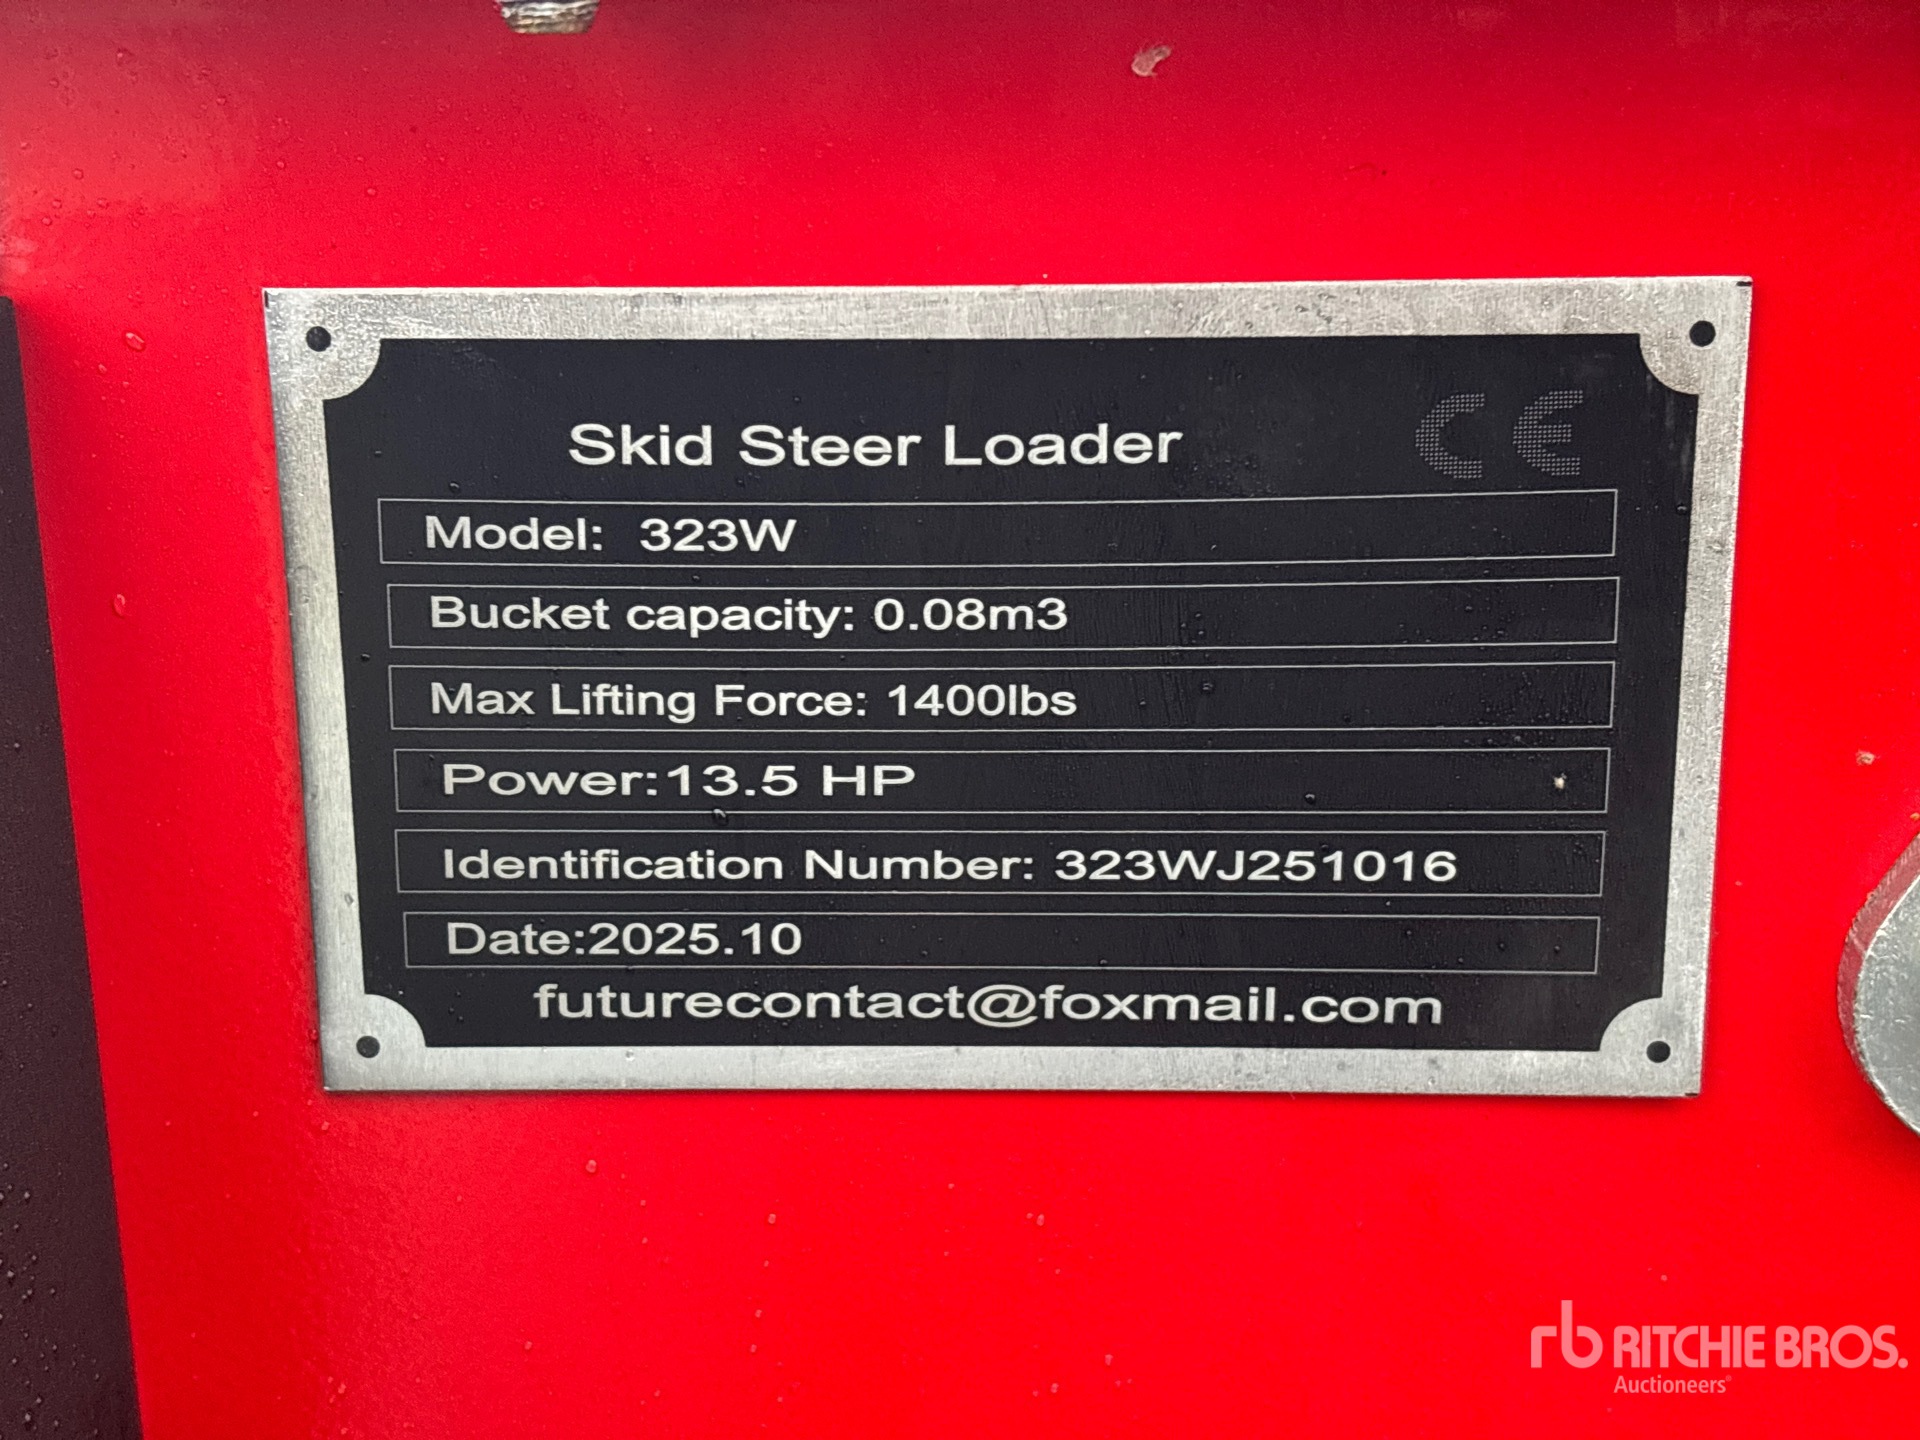 Skid Steer Loader
CE
Model: 323W
Bucket capacity: 0.08m3
Max Lifting Force: 1400lbs
Power:13.5 HP
Identification Number: 323WJ251016
Date:2025.10
futurecontact@foxmail.com
rb RITCHIE BROS.
Auctioneers